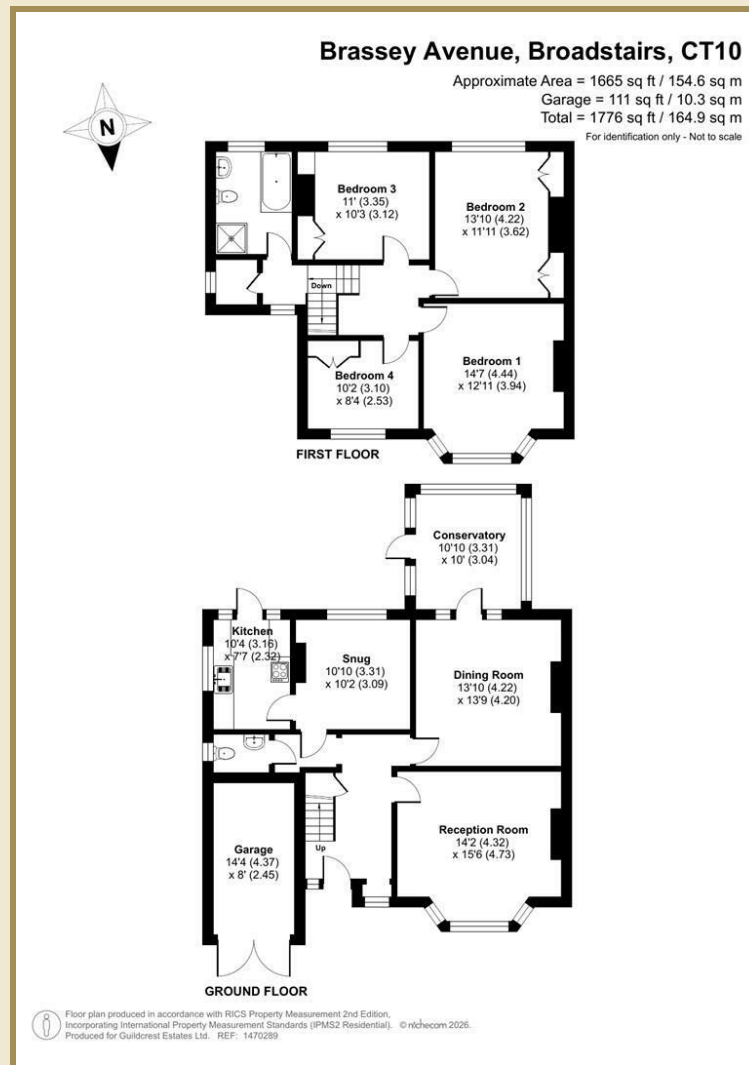 Brassey Avenue, Broadstairs, CT10
Approximate Area = 1665 sq ft / 154.6 sq m
Garage = 111 sq ft / 10.3 sq m
Total = 1776 sq ft / 164.9 sq m
For identification only - Not to scale
N
Bedroom 3
11' (3.35)
x 10'3 (3.12)
Bedroom 2
13'10 (4.22)
x 11'11 (3.62)
Down
Bedroom 1
14'7 (4.44)
x 12'11 (3.94)
Bedroom 4
10'2 (3.10)
x 8'4 (2.53)
FIRST FLOOR
Conservatory
10'10 (3.31)
x 10' (3.04)
Kitchen
10'4 (3.16)
x 7'7 (2.32)
Snug
10'10 (3.31)
x 10'2 (3.09)
Dining Room
13'10 (4.22)
x 13'9 (4.20)
Reception Room
14'2 (4.32)
x 15'6 (4.73)
Up
Garage
14'4 (4.37)
x 8' (2.45)
GROUND FLOOR
Floor plan produced in accordance with RICS Property Measurement 2nd Edition,
Incorporating International Property Measurement Standards (IPMS2 Residential). © nichecom 2026.
Produced for Guildcrest Estates Ltd. REF: 1470289